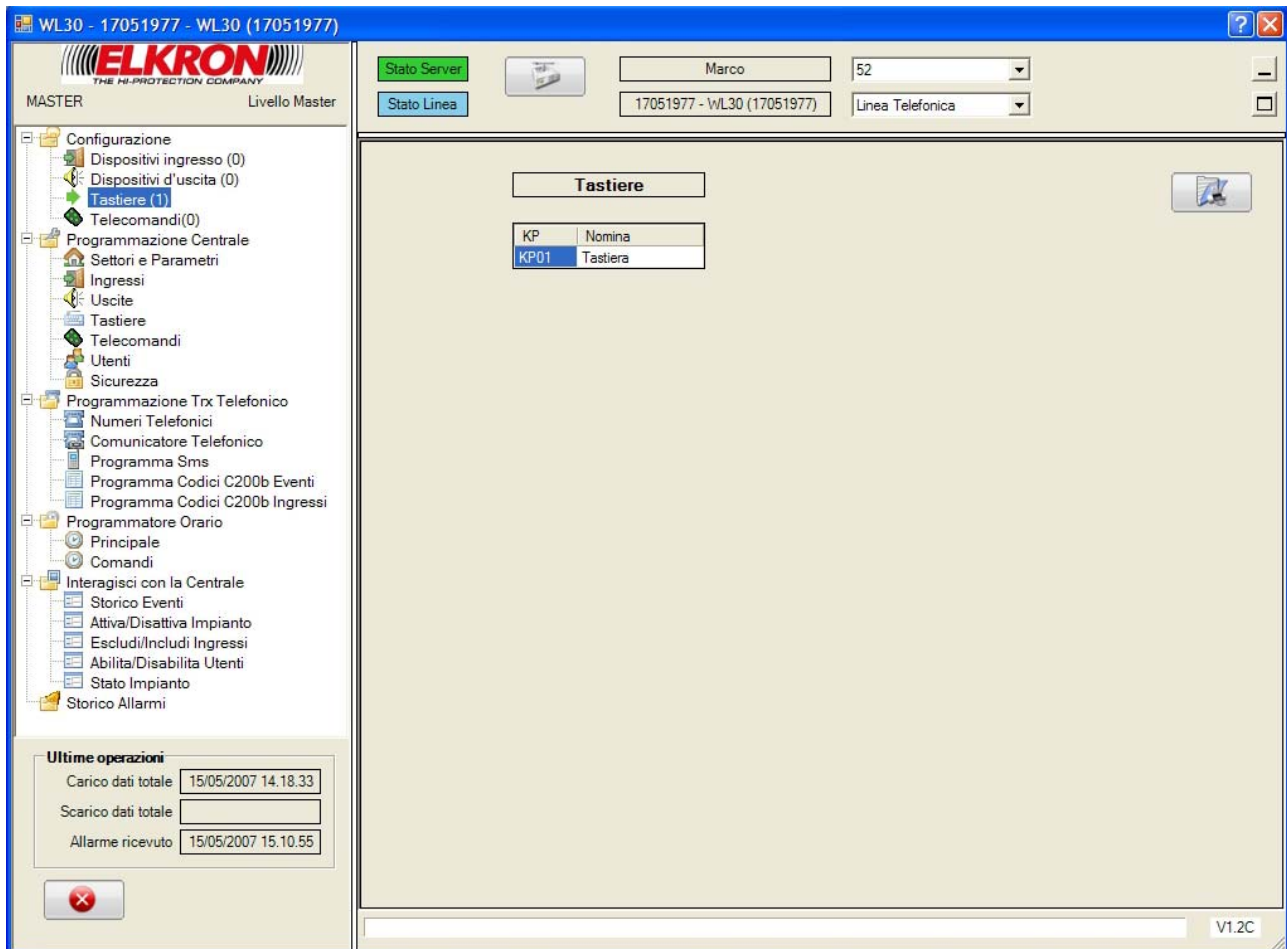 WL30 - 17051977 - WL30 (17051977)
ELKRON
THE HI-PROTECTION COMPANY
MASTER Livello Master
Configurazione
Dispositivi ingresso (0)
Dispositivi d'uscita (0)
Tastiere (1)
Telecomandi(0)
Programmazione Centrale
Settori e Parametri
Ingressi
Uscite
Tastiere
Telecomandi
Utenti
Sicurezza
Programmazione Trx Telefonico
Numeri Telefonici
Comunicatore Telefonico
Programma Sms
Programma Codici C200b Eventi
Programma Codici C200b Ingressi
Programmatore Orario
Principale
Comandi
Interagisci con la Centrale
Storico Eventi
Attiva/Disattiva Impianto
Escludi/Includi Ingressi
Abilita/Disabilita Utenti
Stato Impianto
Storico Allarmi
Ultime operazioni
Carico dati totale 15/05/2007 14.18.33
Scarico dati totale
Allarme ricevuto 15/05/2007 15.10.55
Stato Server Marco 52
Stato Linea 17051977 - WL30 (17051977) Linea Telefonica
Tastiere
KP Nomina
KP01 Tastiera
V1.2C